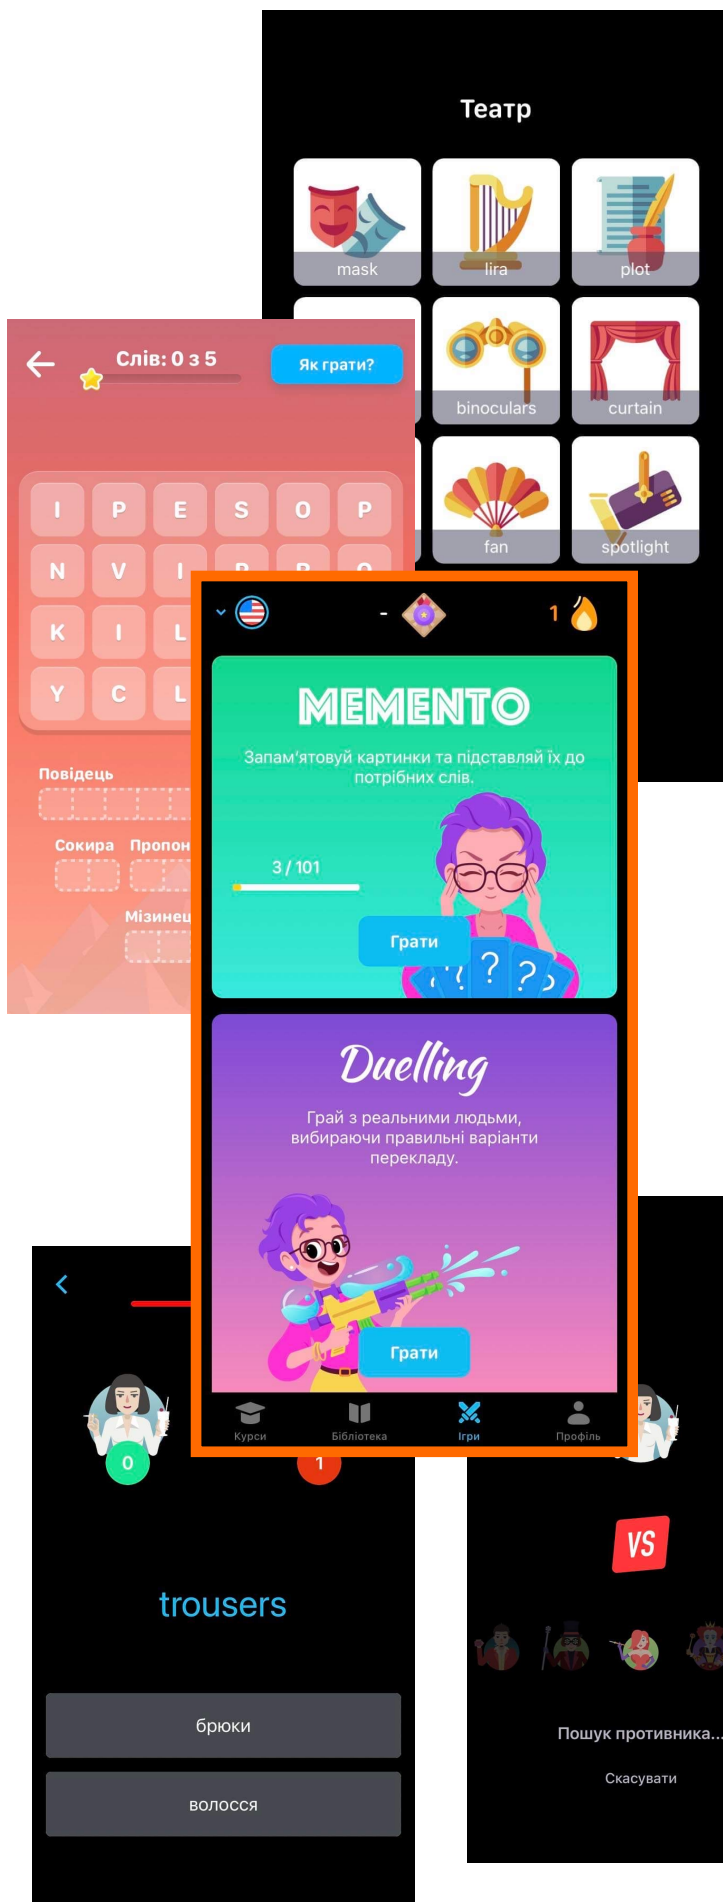 Театр
mask
lira
plot
binoculars
curtain
fan
spotlight
Слів: 0 з 5
Як грати?
I P E S O P
N V I
K I L
Y C L
Повідець
Сокира
-
1
MEMENTO
Запам'ятовуй картинки та підставляй їх до
потрібних слів.
3 / 101
Грати
? ? ?
Duelling
Грай з реальними людьми,
вибираючи правильні варіанти
перекладу.
Грати
Курси
Бібліотека
Ігри
Профіль
0
1
trousers
брюки
волосся
VS
Пошук противника...
Скасувати